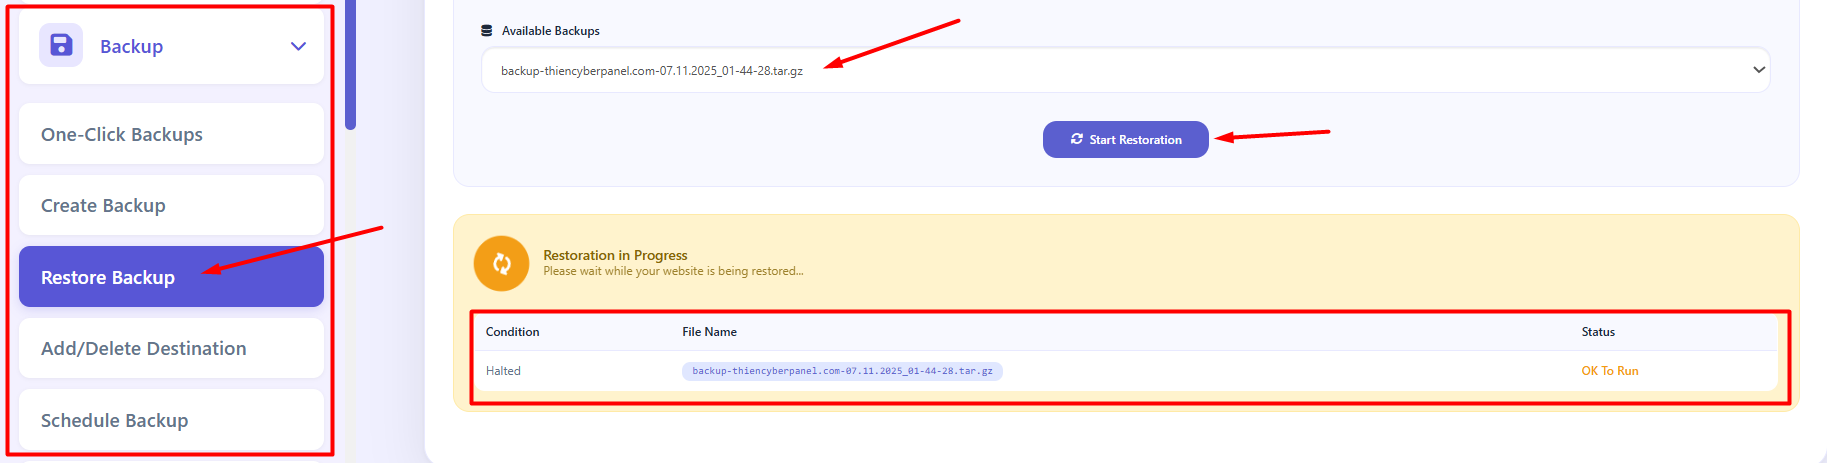 Backup
One-Click Backups
Create Backup
Restore Backup
Add/Delete Destination
Schedule Backup
Available Backups
backup-thiencyberpanel.com-07.11.2025_01-44-28.tar.gz
Start Restoration
Restoration in Progress
Please wait while your website is being restored...
Condition File Name Status
Halted backup-thiencyberpanel.com-07.11.2025_01-44-28.tar.gz OK To Run